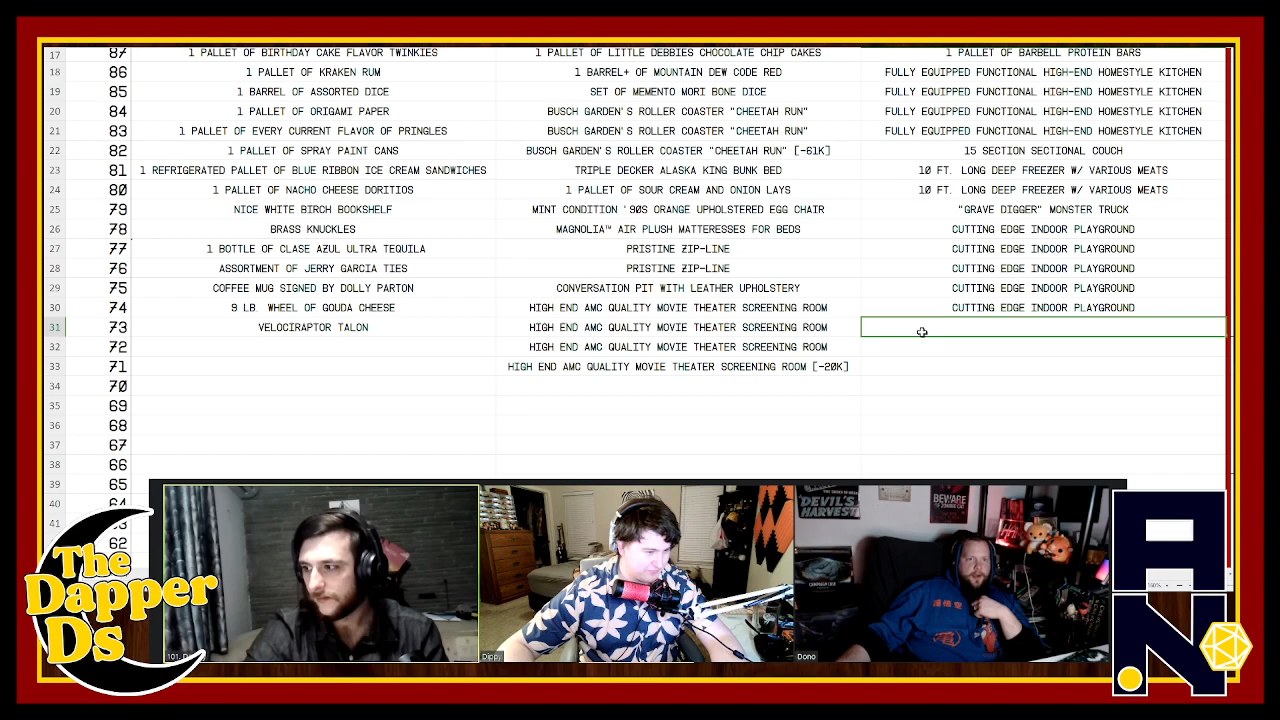 17 87 1 PALLET OF BIRTHDAY CAKE FLAVOR TWINKIES 1 PALLET OF LITTLE DEBBIES CHOCOLATE CHIP CAKES 1 PALLET OF BARBELL PROTEIN BARS
18 86 1 PALLET OF KRAKEN RUM 1 BARREL+ OF MOUNTAIN DEW CODE RED FULLY EQUIPPED FUNCTIONAL HIGH-END HOMESTYLE KITCHEN
19 85 1 BARREL OF ASSORTED DICE SET OF MEMENTO MORI BONE DICE FULLY EQUIPPED FUNCTIONAL HIGH-END HOMESTYLE KITCHEN
20 84 1 PALLET OF ORIGAMI PAPER BUSCH GARDEN'S ROLLER COASTER "CHEETAH RUN" FULLY EQUIPPED FUNCTIONAL HIGH-END HOMESTYLE KITCHEN
21 83 1 PALLET OF EVERY CURRENT FLAVOR OF PRINGLES BUSCH GARDEN'S ROLLER COASTER "CHEETAH RUN" FULLY EQUIPPED FUNCTIONAL HIGH-END HOMESTYLE KITCHEN
22 82 1 PALLET OF SPRAY PAINT CANS BUSCH GARDEN'S ROLLER COASTER "CHEETAH RUN" [-61K] 15 SECTION SECTIONAL COUCH
23 81 1 REFRIGERATED PALLET OF BLUE RIBBON ICE CREAM SANDWICHES TRIPLE DECKER ALASKA KING BUNK BED 10 FT. LONG DEEP FREEZER W/ VARIOUS MEATS
24 80 1 PALLET OF NACHO CHEESE DORITIOS 1 PALLET OF SOUR CREAM AND ONION LAYS 10 FT. LONG DEEP FREEZER W/ VARIOUS MEATS
25 79 NICE WHITE BIRCH BOOKSHELF MINT CONDITION '90S ORANGE UPHOLSTERED EGG CHAIR "GRAVE DIGGER" MONSTER TRUCK
26 78 BRASS KNUCKLES MAGNOLIA™ AIR PLUSH MATTERESSES FOR BEDS CUTTING EDGE INDOOR PLAYGROUND
27 77 1 BOTTLE OF CLASE AZUL ULTRA TEQUILA PRISTINE ZIP-LINE CUTTING EDGE INDOOR PLAYGROUND
28 76 ASSORTMENT OF JERRY GARCIA TIES PRISTINE ZIP-LINE CUTTING EDGE INDOOR PLAYGROUND
29 75 COFFEE MUG SIGNED BY DOLLY PARTON CONVERSATION PIT WITH LEATHER UPHOLSTERY CUTTING EDGE INDOOR PLAYGROUND
30 74 9 LB. WHEEL OF GOUDA CHEESE HIGH END AMC QUALITY MOVIE THEATER SCREENING ROOM CUTTING EDGE INDOOR PLAYGROUND
31 73 VELOCIRAPTOR TALON HIGH END AMC QUALITY MOVIE THEATER SCREENING ROOM
32 72 HIGH END AMC QUALITY MOVIE THEATER SCREENING ROOM
33 71 HIGH END AMC QUALITY MOVIE THEATER SCREENING ROOM [-20K]
34 70
35 69
36 68
37 67
38 66
39 65
40 64
41
62
DEVIL'S HARVEST
BEWARE
Dippy
Dono
The
Dapper
Ds
A
N
160%